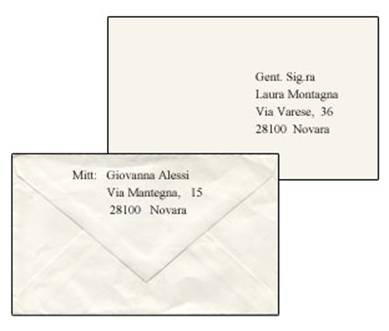 Gent. Sig.ra
Laura Montagna
Via Varese, 36
28100 Novara
Mitt: Giovanna Alessi
Via Mantegna, 15
28100 Novara